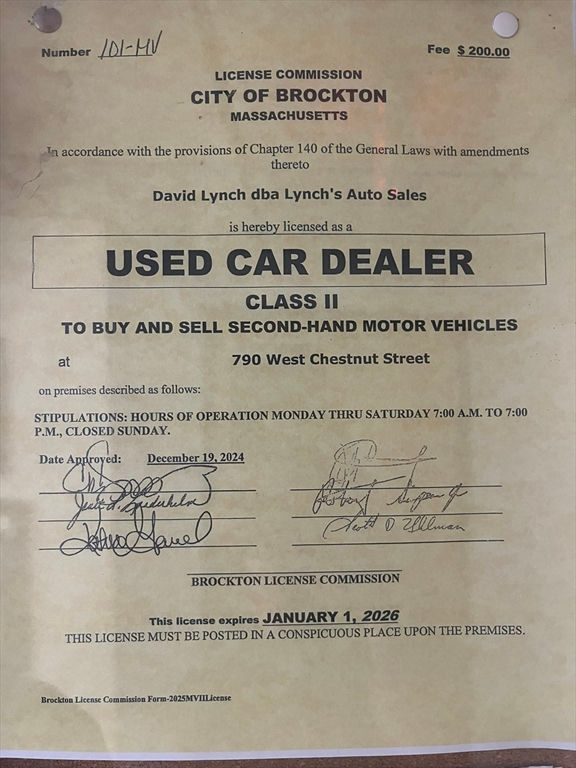 Number 101-MV
Fee $ 200.00
LICENSE COMMISSION
CITY OF BROCKTON
MASSACHUSETTS
In accordance with the provisions of Chapter 140 of the General Laws with amendments
thereto
David Lynch dba Lynch's Auto Sales
is hereby licensed as a
USED CAR DEALER
CLASS II
TO BUY AND SELL SECOND-HAND MOTOR VEHICLES
at 790 West Chestnut Street
on premises described as follows:
STIPULATIONS: HOURS OF OPERATION MONDAY THRU SATURDAY 7:00 A.M. TO 7:00
P.M., CLOSED SUNDAY.
Date Approved: December 19, 2024
BROCKTON LICENSE COMMISSION
This license expires JANUARY 1, 2026
THIS LICENSE MUST BE POSTED IN A CONSPICUOUS PLACE UPON THE PREMISES.
Brockton License Commission Form-2025MVIILicense